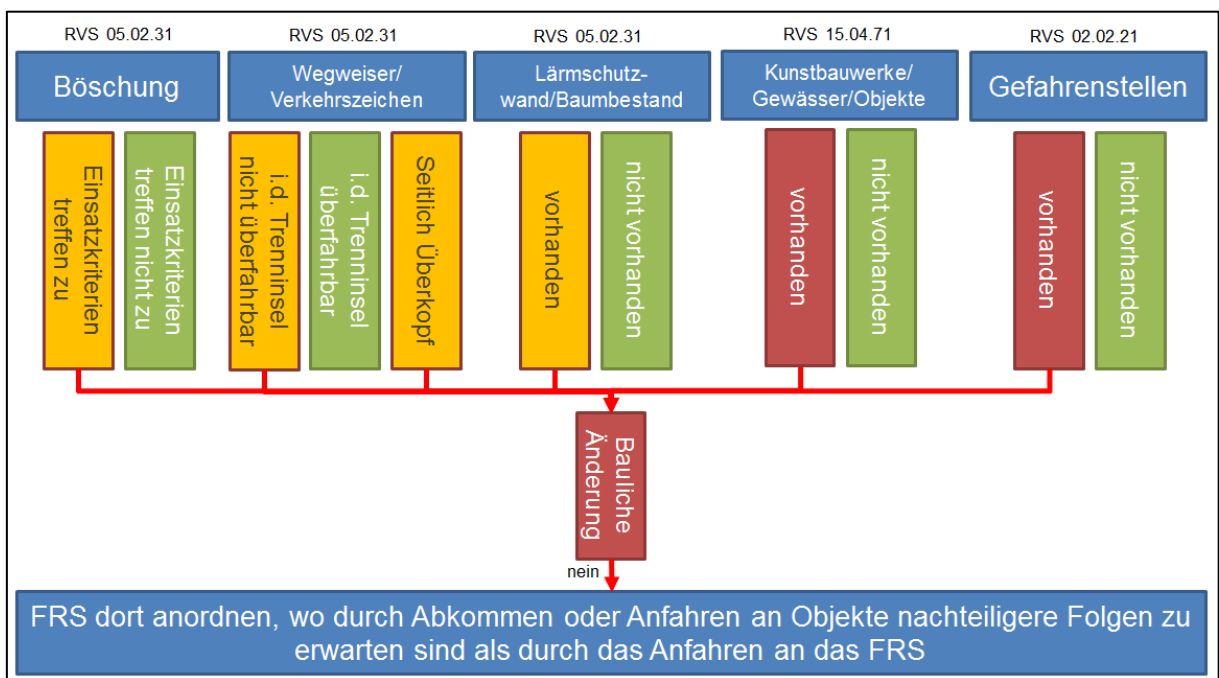 RVS 05.02.31
RVS 05.02.31
RVS 05.02.31
RVS 15.04.71
RVS 02.02.21
Böschung
Wegweiser/
Verkehrszeichen
Lärmschutz-
wand/Baumbestand
Kunstbauwerke/
Gewässer/Objekte
Gefahrenstellen
Einsatzkriterien
treffen zu
Einsatzkriterien
treffen nicht zu
i.d. Trenninsel
nicht überfahrbar
i.d. Trenninsel
überfahrbar
Seitlich Überkopf
vorhanden
nicht vorhanden
vorhanden
nicht vorhanden
vorhanden
nicht vorhanden
Bauliche
Änderung
nein
FRS dort anordnen, wo durch Abkommen oder Anfahren an Objekte nachteiligere Folgen zu
erwarten sind als durch das Anfahren an das FRS